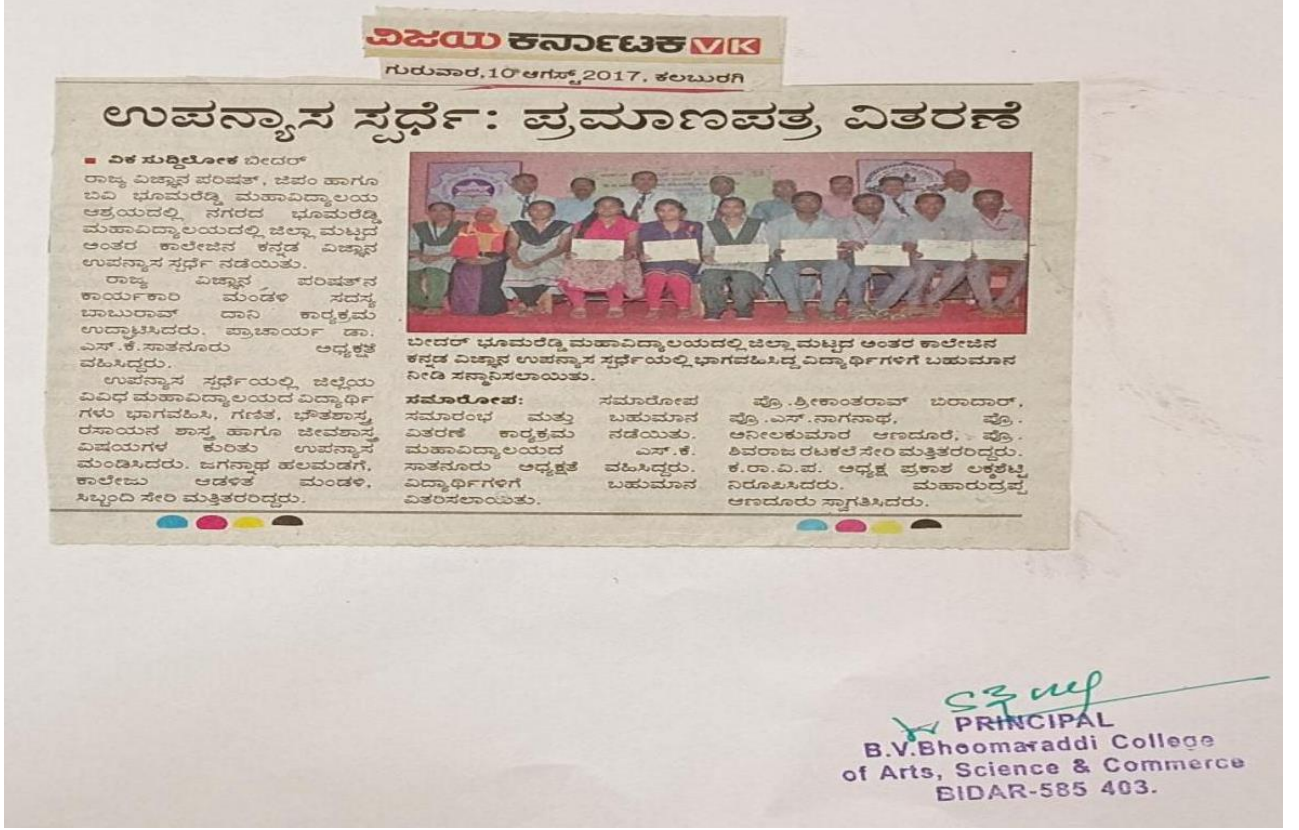 ವಿಜಯ ಕರ್ನಾಟಕ VK
ಗುರುವಾರ,10 ಆಗಸ್ಟ್ 2017, ಕಲಬುರಗಿ
ಉಪನ್ಯಾಸ ಸ್ಪರ್ಧೆ: ಪ್ರಮಾಣಪತ್ರ ವಿತರಣೆ
■ ವಿಕ ಸುದ್ದಿಲೋಕ ಬೀದರ್
ರಾಜ್ಯ ವಿಜ್ಞಾನ ಪರಿಷತ್, ಜಿಪಂ ಹಾಗೂ
ಬಿವಿ ಭೂಮರೆಡ್ಡಿ ಮಹಾವಿದ್ಯಾಲಯ
ಆಶ್ರಯದಲ್ಲಿ ನಗರದ ಭೂಮರೆಡ್ಡಿ
ಮಹಾವಿದ್ಯಾಲಯದಲ್ಲಿ ಜಿಲ್ಲಾ ಮಟ್ಟದ
ಅಂತರ ಕಾಲೇಜಿನ ಕನ್ನಡ ವಿಜ್ಞಾನ
ಉಪನ್ಯಾಸ ಸ್ಪರ್ಧೆ ನಡೆಯಿತು.
ರಾಜ್ಯ ವಿಜ್ಞಾನ ಪರಿಷತ್‌ನ
ಕಾರ್ಯಕಾರಿ ಮಂಡಳಿ ಸದಸ್ಯ
ಬಾಬುರಾವ್ ದಾನಿ ಕಾರ್ಯಕ್ರಮ
ಉದ್ಘಾಟಿಸಿದರು. ಪ್ರಾಚಾರ್ಯ ಡಾ.
ಎಸ್.ಕೆ.ಸಾತನೂರು ಅಧ್ಯಕ್ಷತೆ
ವಹಿಸಿದ್ದರು.
ಉಪನ್ಯಾಸ ಸ್ಪರ್ಧೆಯಲ್ಲಿ ಜಿಲ್ಲೆಯ
ವಿವಿಧ ಮಹಾವಿದ್ಯಾಲಯದ ವಿದ್ಯಾರ್ಥಿ
ಗಳು ಭಾಗವಹಿಸಿ, ಗಣಿತ, ಭೌತಶಾಸ್ತ್ರ
ರಸಾಯನ ಶಾಸ್ತ್ರ ಹಾಗೂ ಜೀವಶಾಸ್ತ್ರ
ವಿಷಯಗಳ ಕುರಿತು ಉಪನ್ಯಾಸ
ಮಂಡಿಸಿದರು. ಜಗನ್ನಾಥ ಹಲಮಡಗೆ,
ಕಾಲೇಜು ಆಡಳಿತ ಮಂಡಳಿ,
ಸಿಬ್ಬಂದಿ ಸೇರಿ ಮತ್ತಿತರರಿದ್ದರು.
ಬೀದರ್ ಭೂಮರೆಡ್ಡಿ ಮಹಾವಿದ್ಯಾಲಯದಲ್ಲಿ ಜಿಲ್ಲಾ ಮಟ್ಟದ ಅಂತರ ಕಾಲೇಜಿನ
ಕನ್ನಡ ವಿಜ್ಞಾನ ಉಪನ್ಯಾಸ ಸ್ಪರ್ಧೆಯಲ್ಲಿ ಭಾಗವಹಿಸಿದ್ದ ವಿದ್ಯಾರ್ಥಿಗಳಿಗೆ ಬಹುಮಾನ
ನೀಡಿ ಸನ್ಮಾನಿಸಲಾಯಿತು.
ಸಮಾರೋಪ: ಸಮಾರೋಪ
ಸಮಾರಂಭ ಮತ್ತು ಬಹುಮಾನ
ವಿತರಣೆ ಕಾರ್ಯಕ್ರಮ ನಡೆಯಿತು.
ಮಹಾವಿದ್ಯಾಲಯದ ಎಸ್.ಕೆ.
ಸಾತನೂರು ಅಧ್ಯಕ್ಷತೆ ವಹಿಸಿದ್ದರು.
ವಿದ್ಯಾರ್ಥಿಗಳಿಗೆ ಬಹುಮಾನ
ವಿತರಿಸಲಾಯಿತು.
ಪ್ರೊ.ಶ್ರೀಕಾಂತರಾವ್ ಬಿರಾದಾರ್,
ಪ್ರೊ.ಎಸ್.ನಾಗನಾಥ, ಪ್ರೊ.
ಅನೀಲಕುಮಾರ ಆಣದೂರೆ, ಪ್ರೊ.
ಶಿವರಾಜ ರಟಕಲೆ ಸೇರಿ ಮತ್ತಿತರರಿದ್ದರು.
ಕ.ರಾ.ವಿ.ಪ. ಅಧ್ಯಕ್ಷ ಪ್ರಕಾಶ ಲಕ್ಕಶೆಟ್ಟಿ
ನಿರೂಪಿಸಿದರು. ಮಹಾರುದ್ರಪ್ಪ
ಆಣದೂರು ಸ್ವಾಗತಿಸಿದರು.
PRINCIPAL
B.V.Bhoomaraddi College
of Arts, Science & Commerce
BIDAR-585 403.